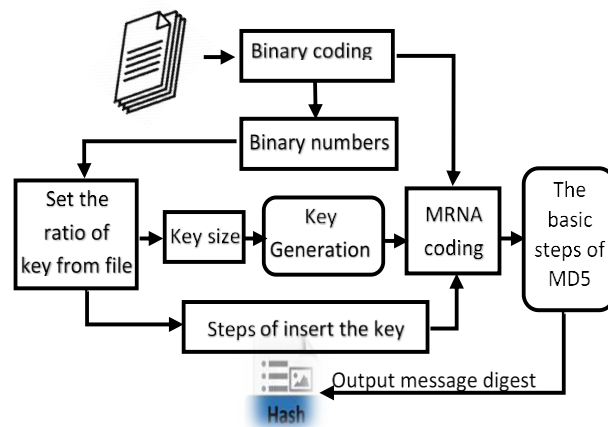 Binary coding
Binary numbers
Set the
ratio of
key from file
Key size
Key
Generation
MRNA
coding
The
basic
steps of
MD5
Steps of insert the key
Output message digest
Hash